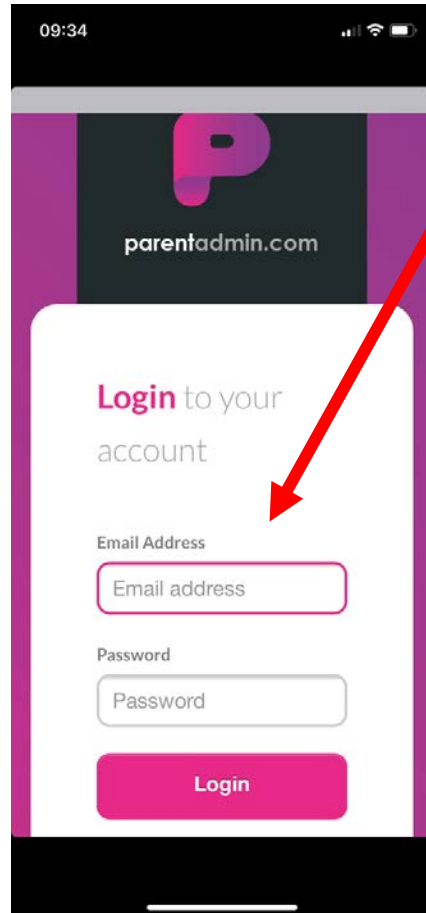 09:34
parentadmin.com
Login to your
account
Email Address
Email address
Password
Password
Login